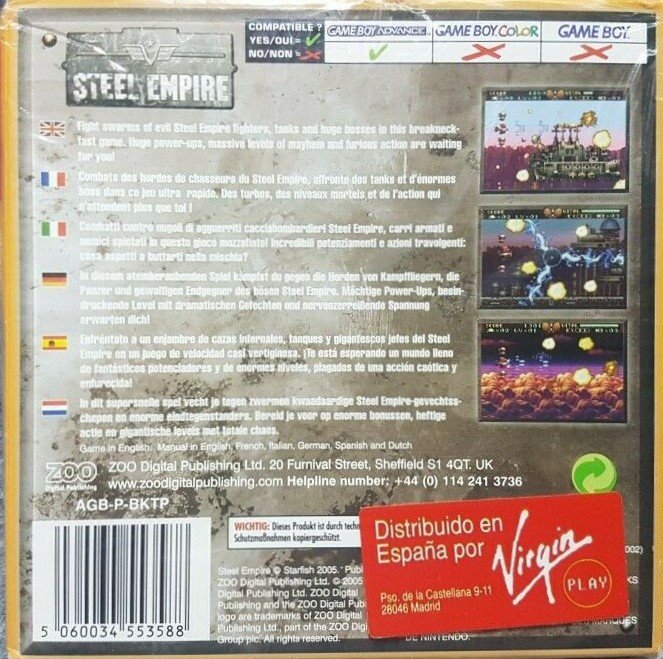 COMPATIBLE ?
YES/OUI=
NO/NON =
GAME BOY ADVANCE
GAME BOY COLOR
GAME BOY
STEEL EMPIRE
Fight swarms of evil Steel Empire fighters, tanks and huge bosses in this breakneck-
fast game. Huge power-ups, massive levels of mayhem and furious action are waiting
for you!
Combats des hordes de chasseurs du Steel Empire, affronte des tanks et d'énormes
boss dans ce jeu ultra rapide. Des turbos, des niveaux mortels et de l'action qui
n'attendent plus que toi !
Combatti contro nugoli di agguerriti cacciabombardieri Steel Empire, carri armati e
nemici spietati in questo gioco mozzafiato! Incredibili potenziamenti e azioni travolgenti:
cosa aspetti a buttarti nella mischia?
In diesem atemberaubenden Spiel kämpfst du gegen die Horden von Kampffliegern, die
Panzer und gewaltigen Endgegner des bösen Steel Empire. Mächtige Power-Ups, beein-
druckende Level mit dramatischen Gefechten und nervenzerreißende Spannung
erwarten dich!
Enfréntate a un enjambre de cazas infernales, tanques y gigantescos jefes del Steel
Empire en un juego de velocidad casi vertiginosa. ¡Te está esperando un mundo lleno
de fantásticos potenciadores y de enormes niveles, plagados de una acción caótica y
enfurecida!
In dit supersnelle spel vecht je tegen zwermen kwaadaardige Steel Empire-gevechts-
schepen en enorme eindtegenstanders. Bereid je voor op enorme bonussen, heftige
actie en gigantische levels met totale chaos.
Game in English. Manual in English, French, Italian, German, Spanish and Dutch
ZOO
Digital Publishing
ZOO Digital Publishing Ltd. 20 Furnival Street, Sheffield S1 4QT. UK
www.zoodigitalpublishing.com Helpline number: +44 (0) 114 241 3736
AGB-P-BKTP
WICHTIG: Dieses Produkt ist durch techn
Schutzmaßnahmen kopiergeschützt.
Distribuido en
España por
Virgin
PLAY
Pso. de la Castellana 9-11
28046 Madrid
Steel Empire © Starfish 2005. Publ
ZOO Digital Publishing Ltd. © 2005
Digital Publishing Ltd. ZOO Digital
Publishing and the ZOO Digital Pub
logo are trademarks of ZOO Digital
Publishing Ltd., part of the ZOO Di
Group plc. All rights reserved.
2002)
KS
MARQUES
DE NINTENDO.
5 060034 553588